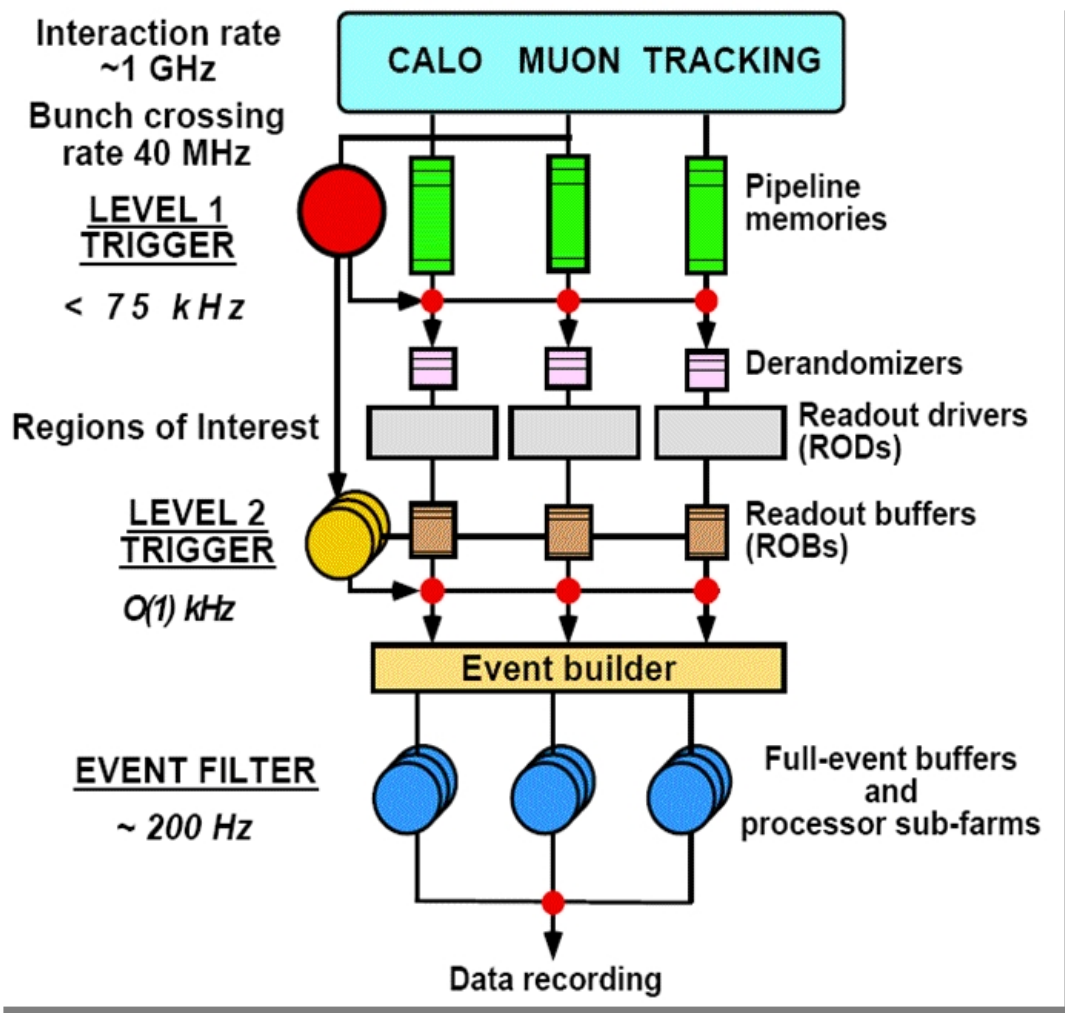 Interaction rate
~1 GHz
CALO MUON TRACKING
Bunch crossing
rate 40 MHz
LEVEL 1
TRIGGER
< 75 kHz
Pipeline
memories
Derandomizers
Regions of Interest
Readout drivers
(RODs)
LEVEL 2
TRIGGER
O(1) kHz
Readout buffers
(ROBs)
Event builder
EVENT FILTER
~ 200 Hz
Full-event buffers
and
processor sub-farms
Data recording